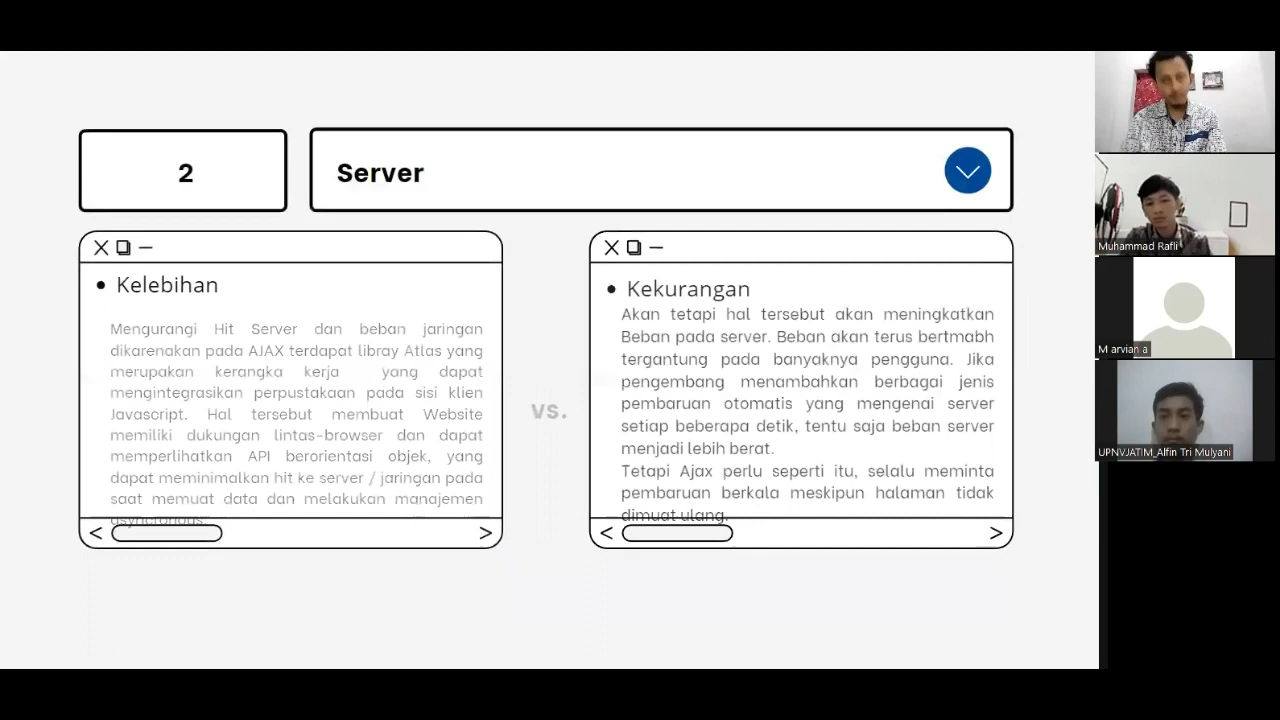 2
Server
• Kelebihan
Mengurangi Hit Server dan beban jaringan
dikarenakan pada AJAX terdapat libray Atlas yang
merupakan kerangka kerja yang dapat
mengintegrasikan perpustakaan pada sisi klien
Javascript. Hal tersebut membuat Website
memiliki dukungan lintas-browser dan dapat
memperlihatkan API berorientasi objek, yang
dapat meminimalkan hit ke server / jaringan pada
saat memuat data dan melakukan manajemen
asyncronous.
vs.
• Kekurangan
Akan tetapi hal tersebut akan meningkatkan
Beban pada server. Beban akan terus bertmabh
tergantung pada banyaknya pengguna. Jika
pengembang menambahkan berbagai jenis
pembaruan otomatis yang mengenai server
setiap beberapa detik, tentu saja beban server
menjadi lebih berat.
Tetapi Ajax perlu seperti itu, selalu meminta
pembaruan berkala meskipun halaman tidak
dimuat ulang.
Muhammad Rafli
M arvian a
UPNVJATIM_Alfin Tri Mulyani